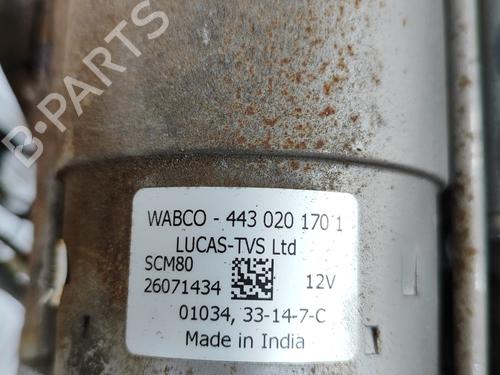 B-PARTS
WABCO - 443 020 170 1
LUCAS-TVS Ltd
SCM80
26071434 12V
01034, 33-14-7-C
Made in India